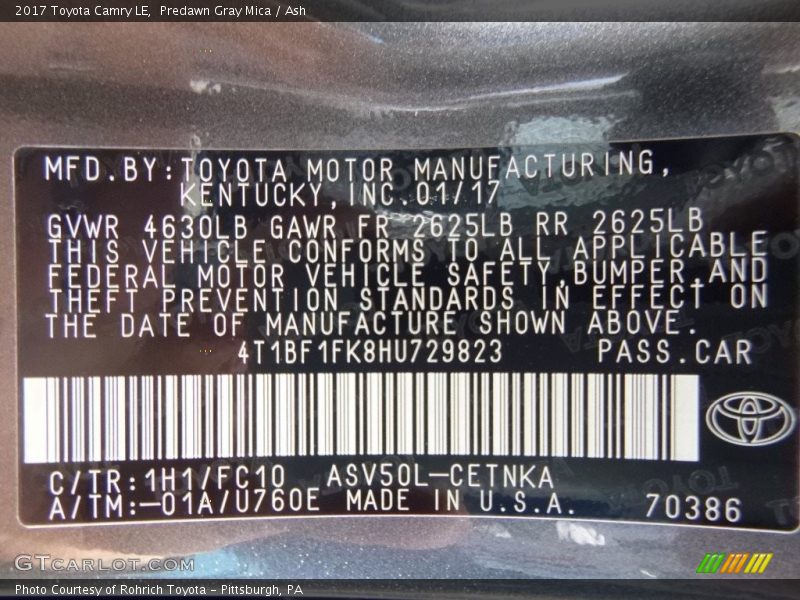 2017 Toyota Camry LE, Predawn Gray Mica / Ash
MFD.BY:TOYOTA MOTOR MANUFACTURING,
KENTUCKY,INC.01/17
GVWR 4630LB GAWR FR 2625LB RR 2625LB
THIS VEHICLE CONFORMS TO ALL APPLICABLE
FEDERAL MOTOR VEHICLE SAFETY,BUMPER,AND
THEFT PREVENTION STANDARDS IN EFFECT ON
THE DATE OF MANUFACTURE SHOWN ABOVE.
4T1BF1FK8HU729823 PASS.CAR
C/TR:1H1/FC10 ASV50L-CETNKA
A/TM:-01A/U760E MADE IN U.S.A. 70386
GTCARLOT.COM
Photo Courtesy of Rohrich Toyota - Pittsburgh, PA